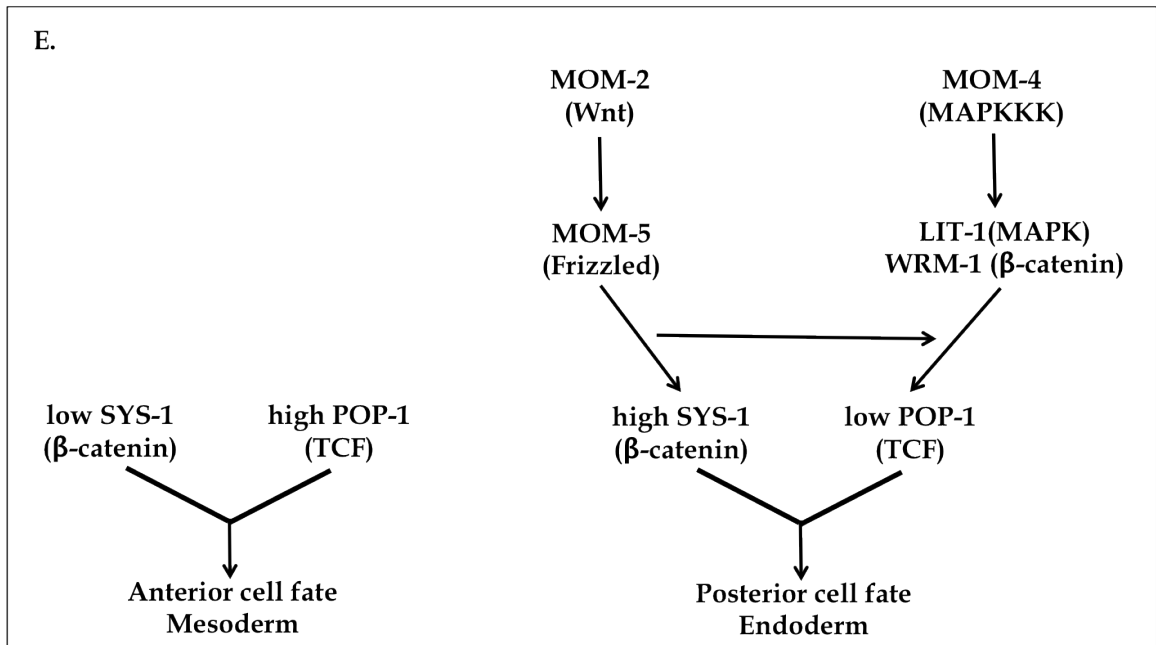 E.
MOM-2
(Wnt)
MOM-4
(MAPKKK)
MOM-5
(Frizzled)
LIT-1(MAPK)
WRM-1 (β-catenin)
low SYS-1
(β-catenin)
high POP-1
(TCF)
high SYS-1
(β-catenin)
low POP-1
(TCF)
Anterior cell fate
Mesoderm
Posterior cell fate
Endoderm